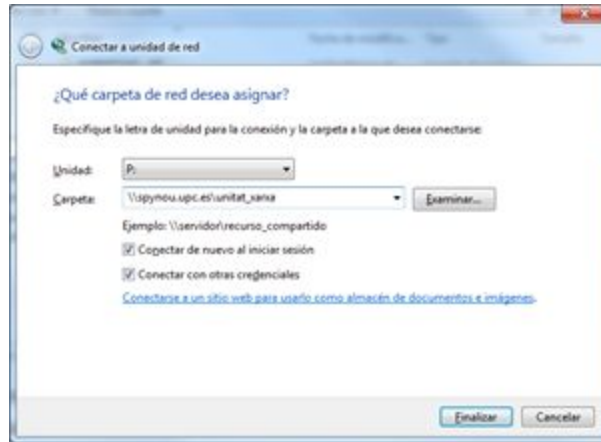 Conectar a unidad de red
¿Qué carpeta de red desea asignar?
Especifique la letra de unidad para la conexión y la carpeta a la que desea conectarse:
Unidad: P:
Carpeta: \\spynou.upc.es\unitat_xarxa Examinar...
Ejemplo: \\servidor\recurso_compartido
Conectar de nuevo al iniciar sesión
Conectar con otras credenciales
Conectarse a un sitio web para usarlo como almacén de documentos e imágenes.
Finalizar Cancelar